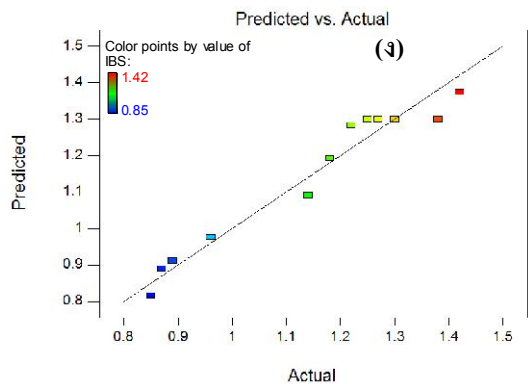 Predicted vs. Actual
Color points by value of
IBS:
1.42
0.85
(ง)
Predicted
1.5
1.4
1.3
1.2
1.1
1
0.9
0.8
0.8 0.9 1 1.1 1.2 1.3 1.4 1.5
Actual